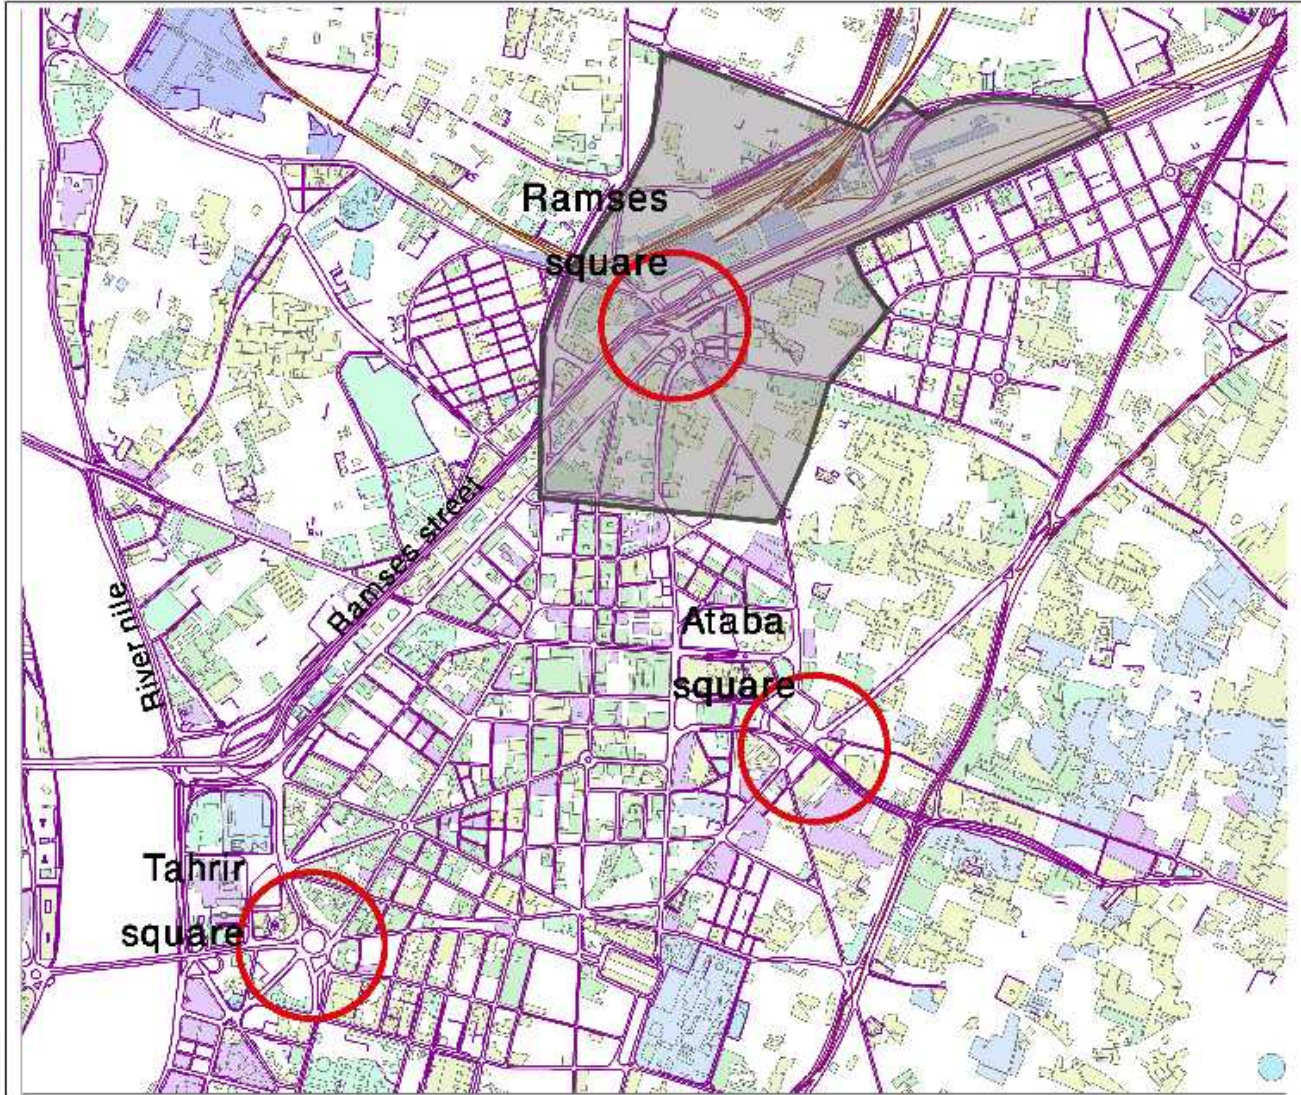 Ramses
square
Ramses street
River nile
Ataba
square
Tahrir
square